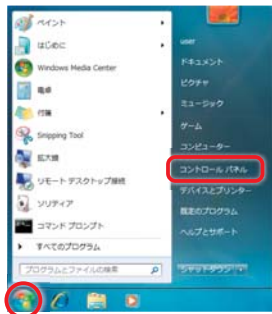 ペイント
はじめに
Windows Media Center
電卓
付箋
Snipping Tool
拡大鏡
リモート デスクトップ接続
ソリティア
コマンド プロンプト
すべてのプログラム
プログラムとファイルの検索
user
ドキュメント
ピクチャ
ミュージック
ゲーム
コンピューター
コントロール パネル
デバイスとプリンター
既定のプログラム
ヘルプとサポート
シャットダウン